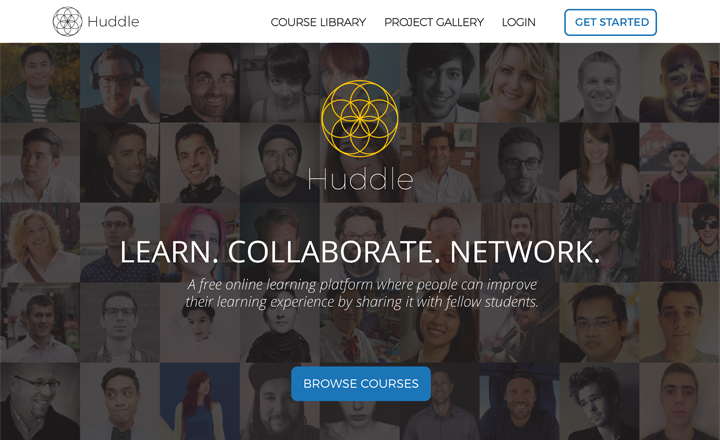 Huddle
COURSE LIBRARY
PROJECT GALLERY
LOGIN
GET STARTED
Huddle
LEARN. COLLABORATE. NETWORK.
A free online learning platform where people can improve
their learning experience by sharing it with fellow students.
BROWSE COURSES